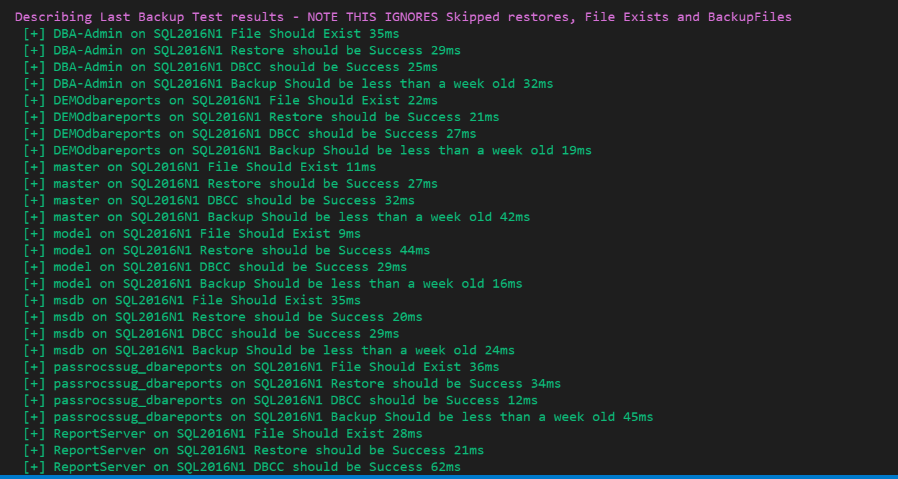 Describing Last Backup Test results - NOTE THIS IGNORES Skipped restores, File Exists and BackupFiles
[+] DBA-Admin on SQL2016N1 File Should Exist 35ms
[+] DBA-Admin on SQL2016N1 Restore should be Success 29ms
[+] DBA-Admin on SQL2016N1 DBCC should be Success 25ms
[+] DBA-Admin on SQL2016N1 Backup Should be less than a week old 32ms
[+] DEMOdbareports on SQL2016N1 File Should Exist 22ms
[+] DEMOdbareports on SQL2016N1 Restore should be Success 21ms
[+] DEMOdbareports on SQL2016N1 DBCC should be Success 27ms
[+] DEMOdbareports on SQL2016N1 Backup Should be less than a week old 19ms
[+] master on SQL2016N1 File Should Exist 11ms
[+] master on SQL2016N1 Restore should be Success 27ms
[+] master on SQL2016N1 DBCC should be Success 32ms
[+] master on SQL2016N1 Backup Should be less than a week old 42ms
[+] model on SQL2016N1 File Should Exist 9ms
[+] model on SQL2016N1 Restore should be Success 44ms
[+] model on SQL2016N1 DBCC should be Success 29ms
[+] model on SQL2016N1 Backup Should be less than a week old 16ms
[+] msdb on SQL2016N1 File Should Exist 35ms
[+] msdb on SQL2016N1 Restore should be Success 20ms
[+] msdb on SQL2016N1 DBCC should be Success 29ms
[+] msdb on SQL2016N1 Backup Should be less than a week old 24ms
[+] passrocssug_dbareports on SQL2016N1 File Should Exist 36ms
[+] passrocssug_dbareports on SQL2016N1 Restore should be Success 34ms
[+] passrocssug_dbareports on SQL2016N1 DBCC should be Success 12ms
[+] passrocssug_dbareports on SQL2016N1 Backup Should be less than a week old 45ms
[+] ReportServer on SQL2016N1 File Should Exist 28ms
[+] ReportServer on SQL2016N1 Restore should be Success 21ms
[+] ReportServer on SQL2016N1 DBCC should be Success 62ms